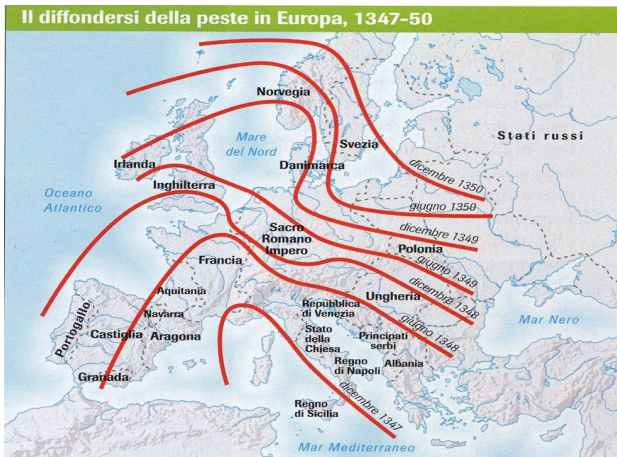 Il diffondersi della peste in Europa, 1347-50
Norvegia
Stati russi
Mare
del Nord
Svezia
Irlanda
Danimarca
dicembre 1350
Inghilterra
Oceano
Atlantico
giugno 1350
Sacro
Romano
Impero
dicembre 1349
Polonia
Francia
giugno 1349
Aquitania
Ungheria
dicembre 1348
Repubblica
di Venezia
Navarra
Mar Nero
Portogallo
Castiglia
Aragona
Stato
della
Chiesa
Principati
serbi
giugno 1348
Regno
di Napoli
Albania
Granada
dicembre 1347
Regno
di Sicilia
Mar Mediterraneo